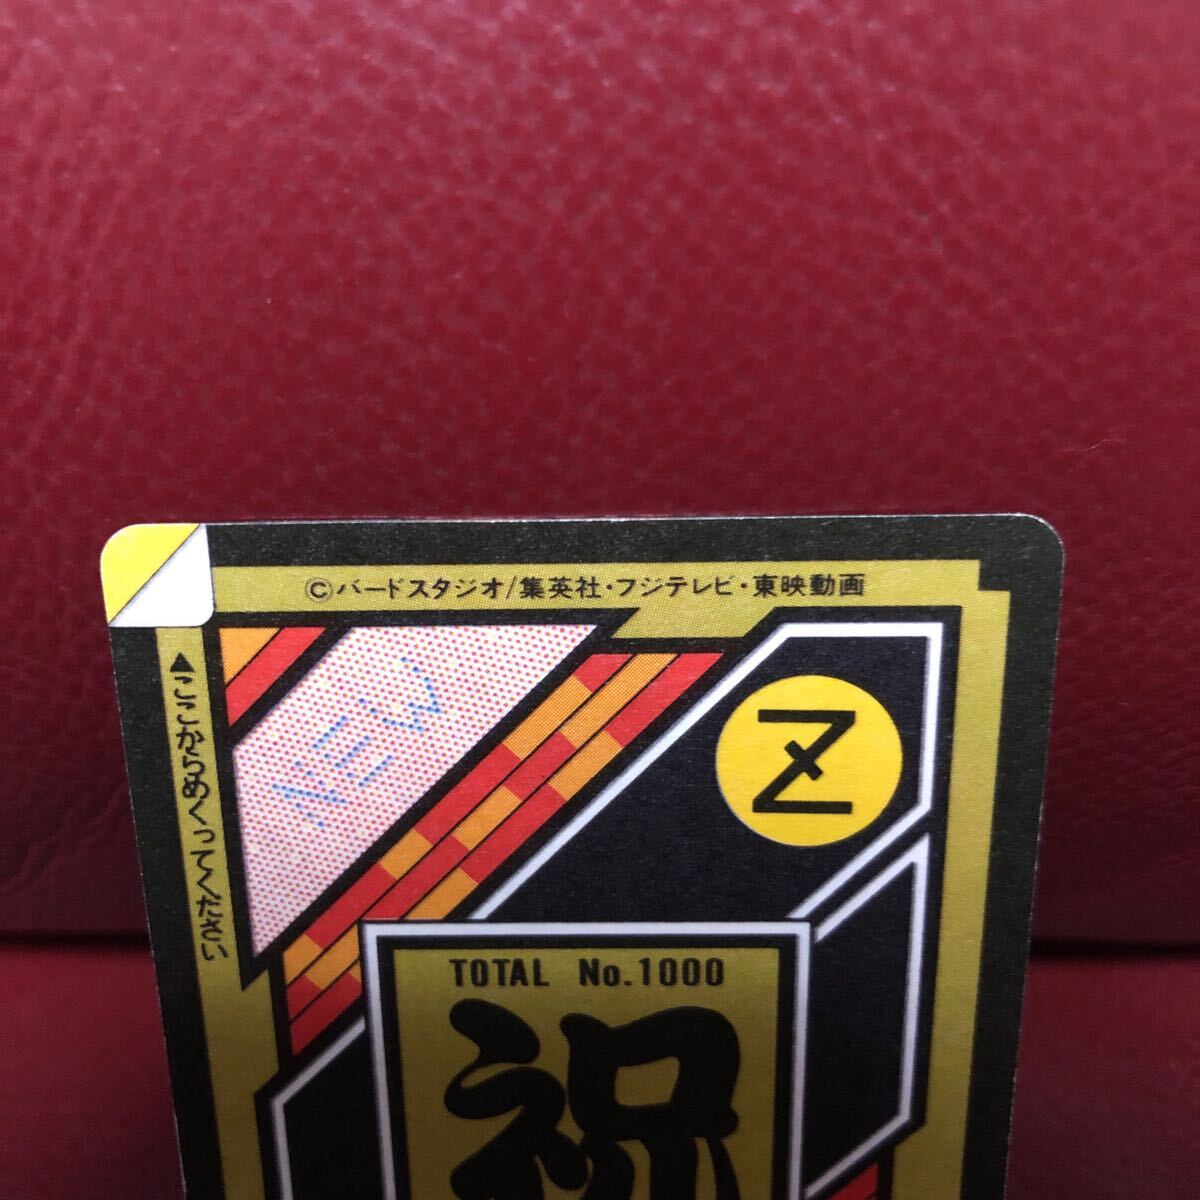 ©バードスタジオ/集英社・フジテレビ・東映動画
▲ここからめくってください
NEW
Z
TOTAL No.1000
祝